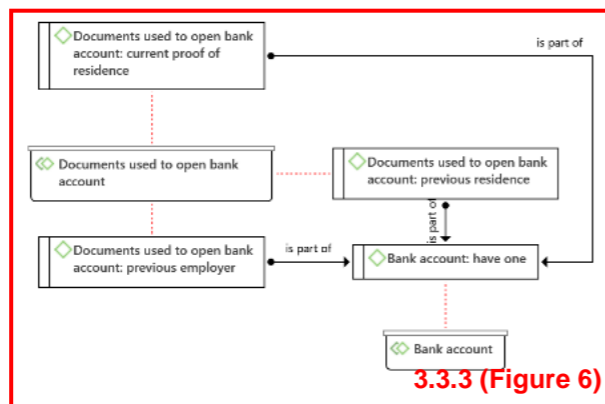 Documents used to open bank
account: current proof of
residence
is part of
Documents used to open bank
account
Documents used to open bank
account: previous residence
is part of
Documents used to open bank
account: previous employer
is part of
Bank account: have one
Bank account
3.3.3 (Figure 6)